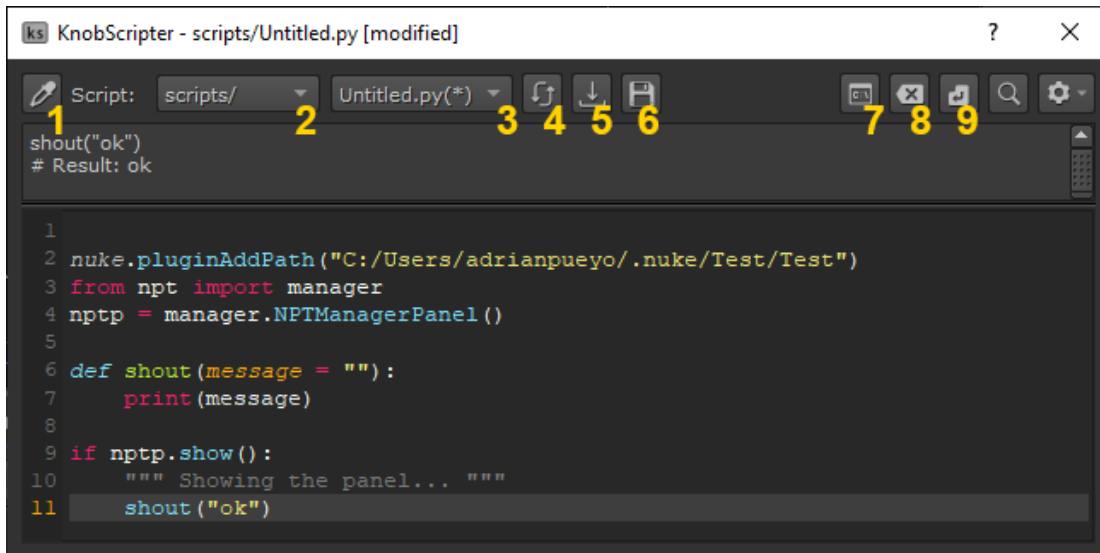 ks KnobScripter - scripts/Untitled.py [modified] ?
Script: scripts/ Untitled.py(*)
1 2 3 4 5 6 7 8 9
shout("ok")
# Result: ok
1
2 nuke.pluginAddPath("C:/Users/adrianpueyo/.nuke/Test/Test")
3 from npt import manager
4 nptp = manager.NPTManagerPanel()
5
6 def shout(message = ""):
7     print(message)
8
9 if nptp.show():
10     """ Showing the panel... """
11     shout("ok")